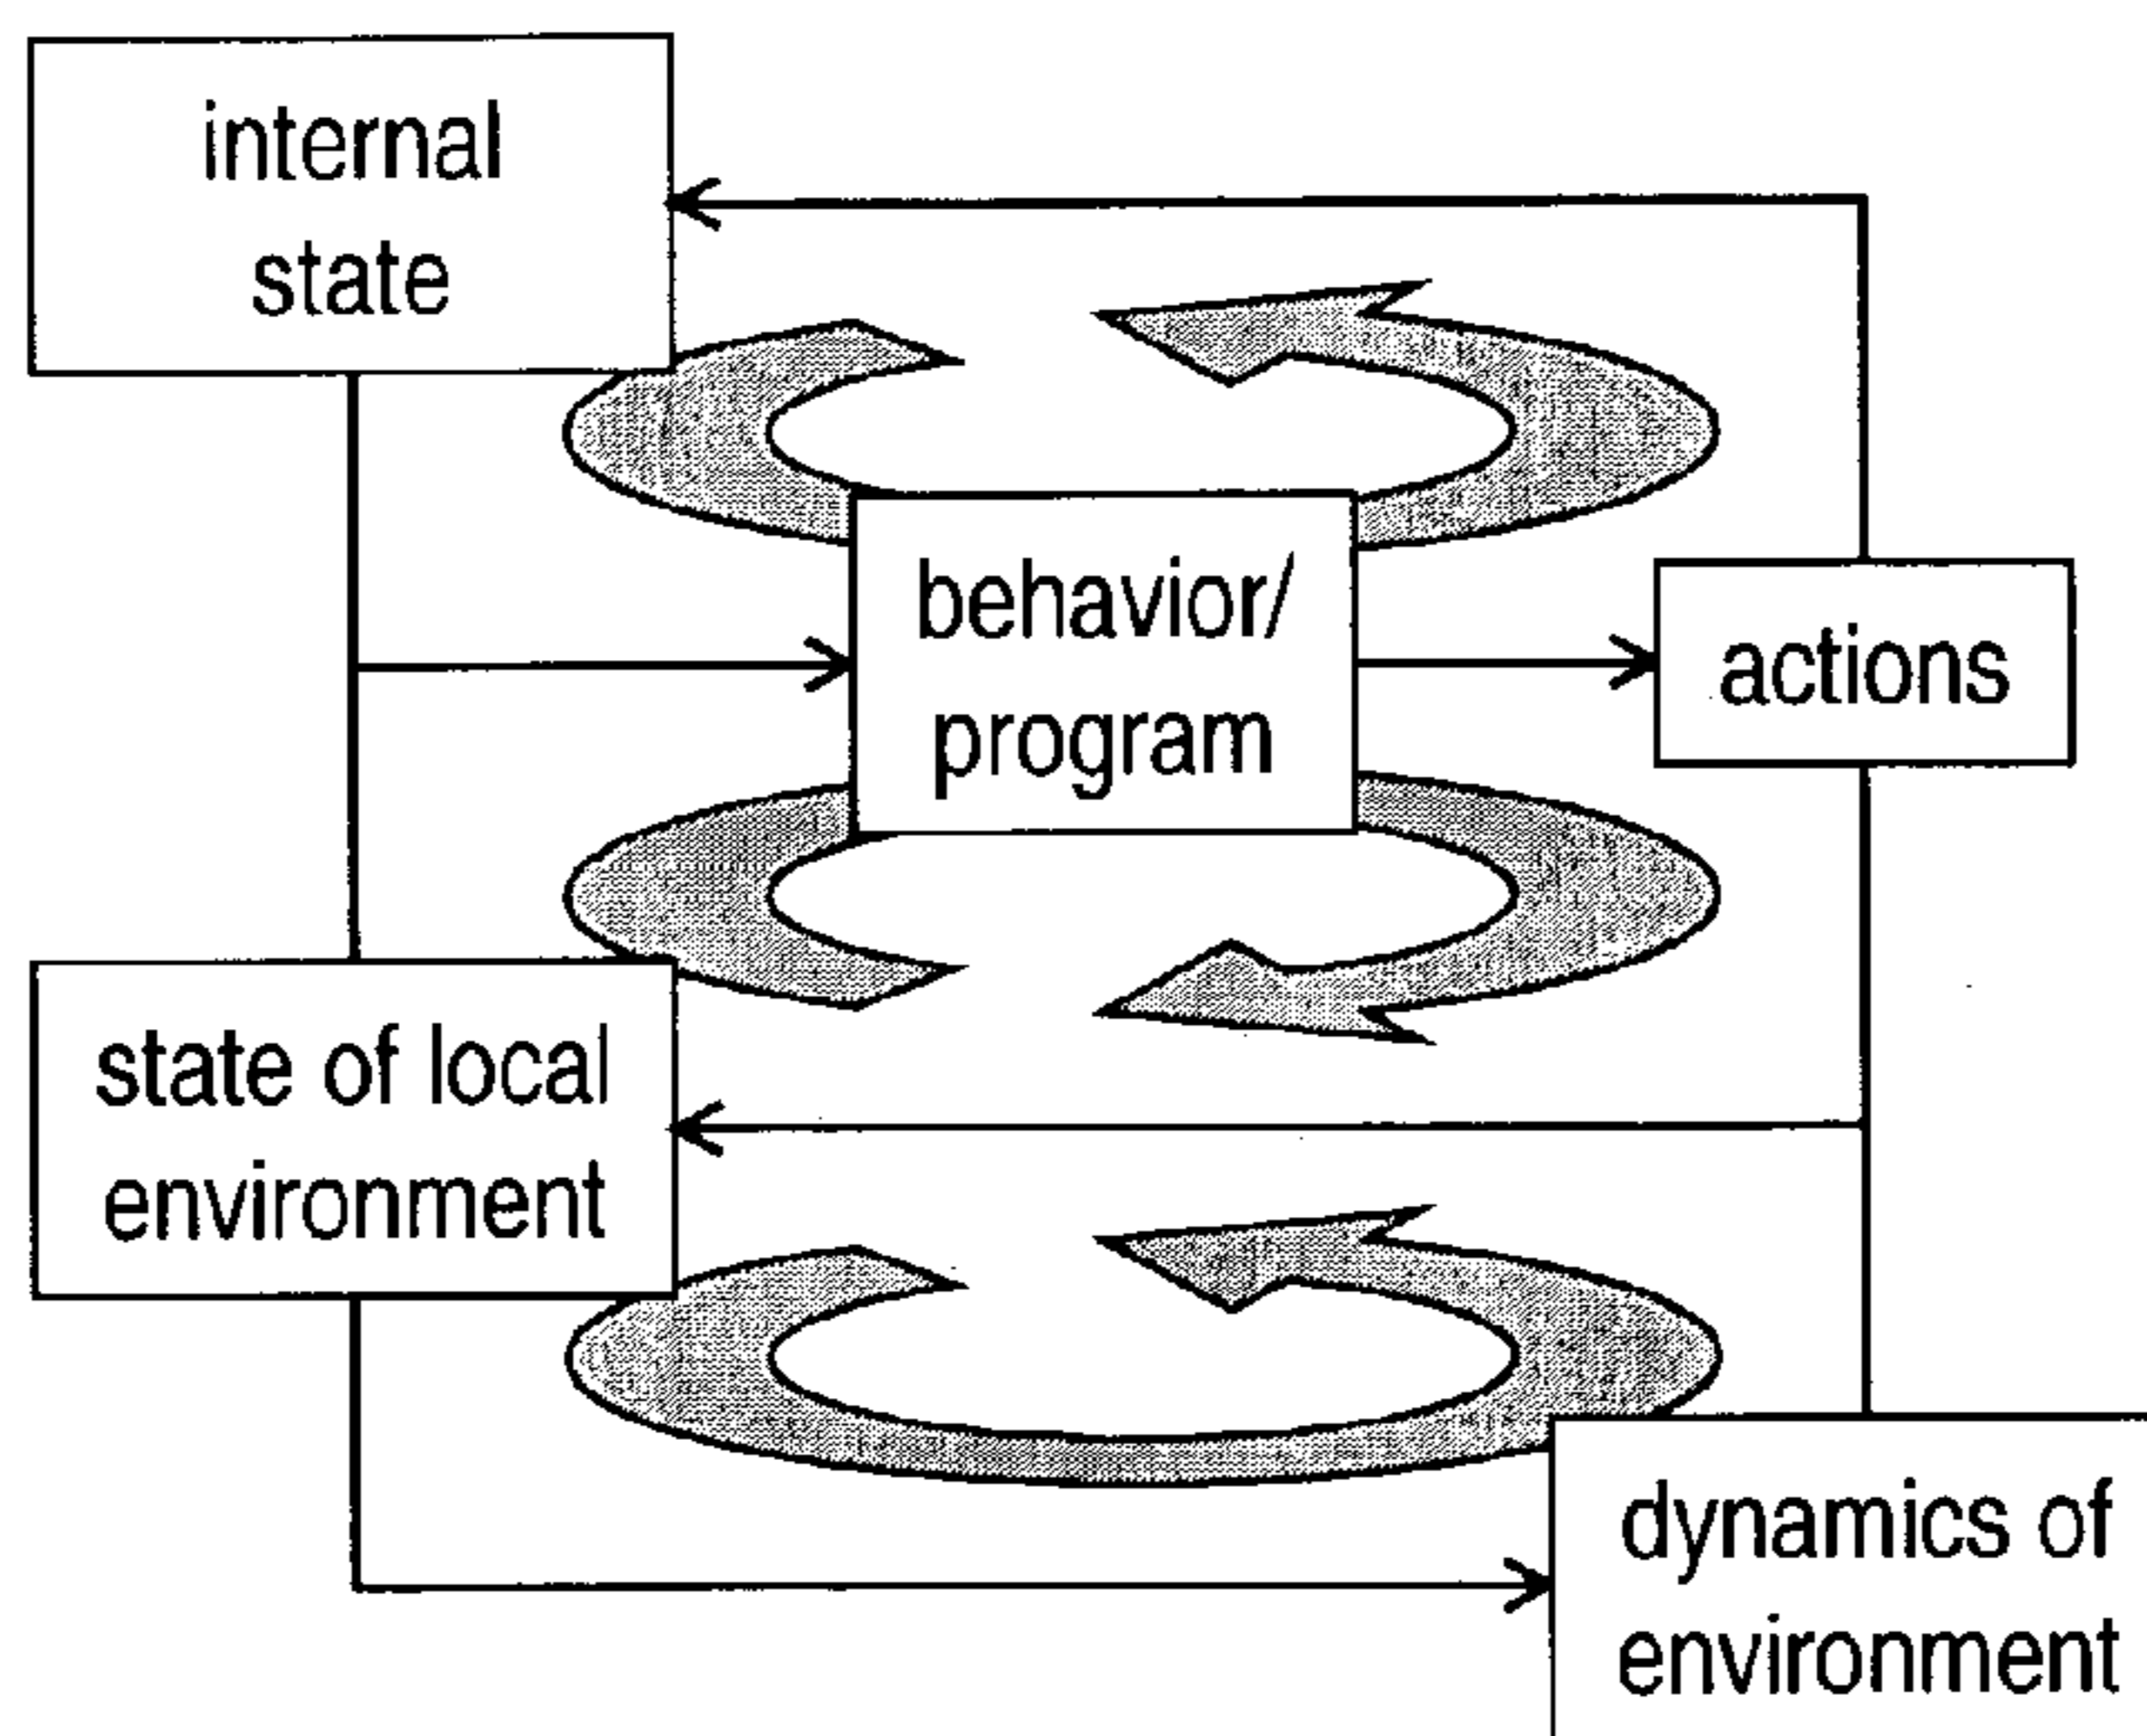 internal
state
behavior/
program
actions
state of local
environment
dynamics of
environment